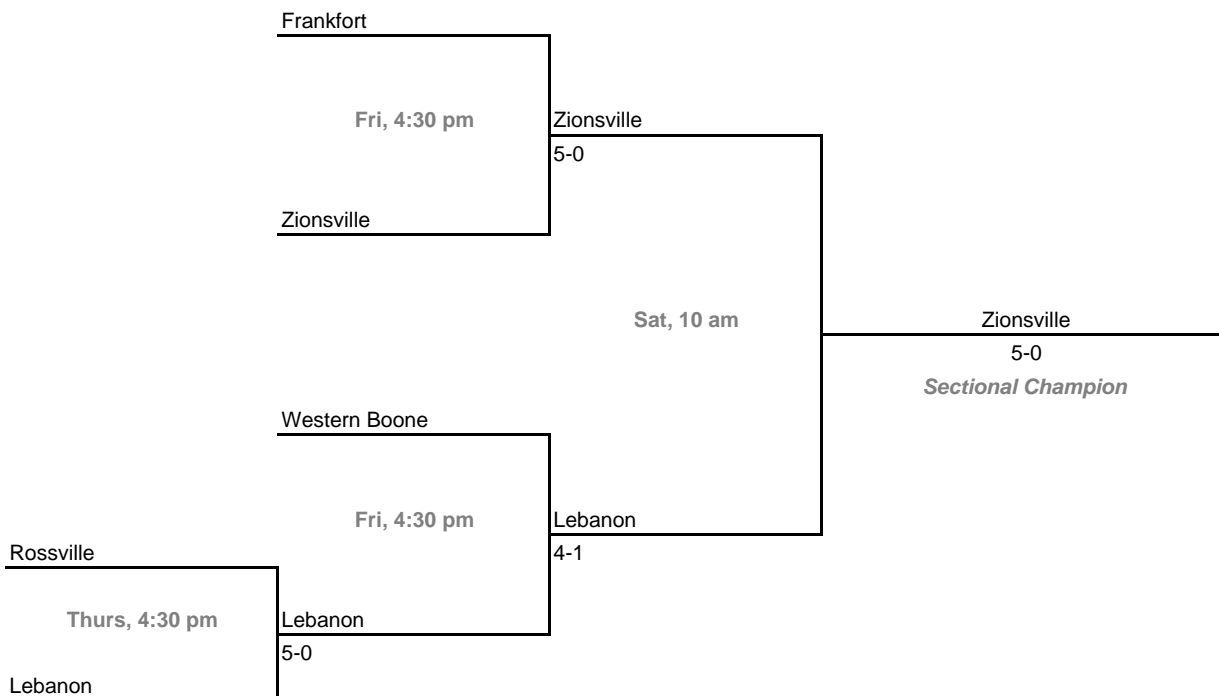 Frankfort
Fri, 4:30 pm
Zionsville
5-0
Zionsville
Sat, 10 am
Zionsville
5-0
Sectional Champion
Western Boone
Fri, 4:30 pm
Lebanon
4-1
Rossville
Thurs, 4:30 pm
Lebanon
5-0
Lebanon